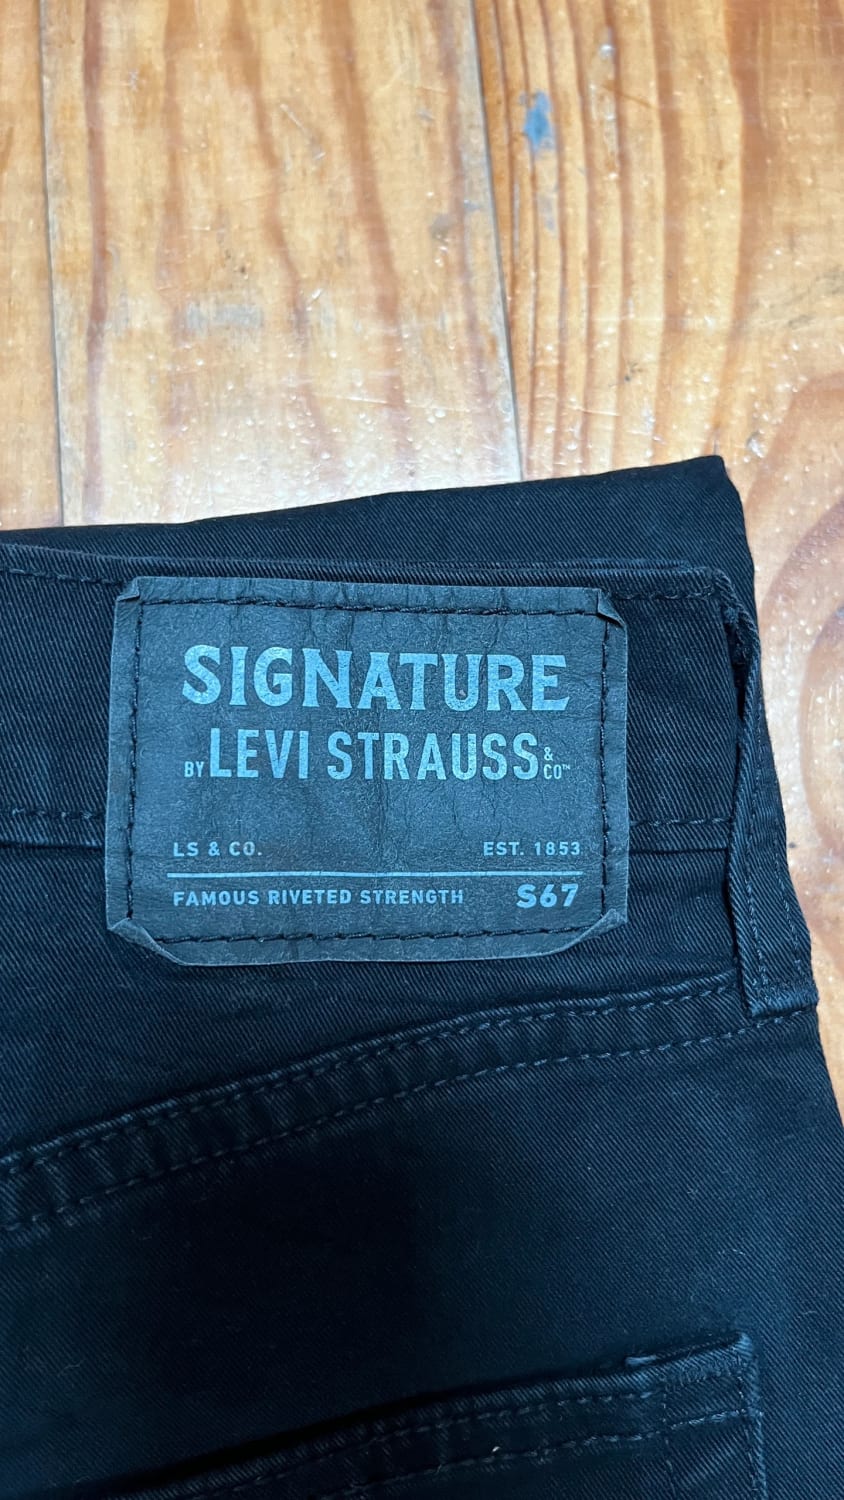 SIGNATURE
BY LEVI STRAUSS & CO™
LS & CO. EST. 1853
FAMOUS RIVETED STRENGTH S67